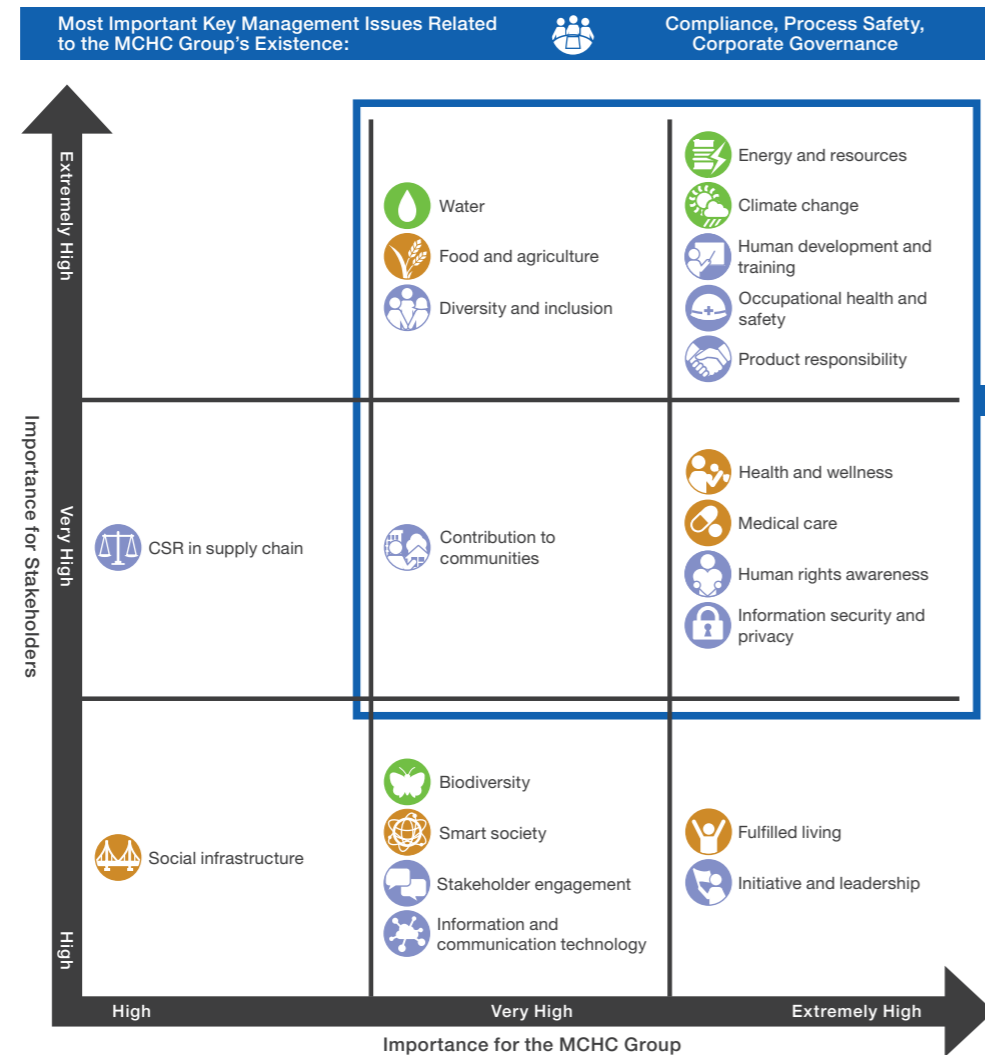 Most Important Key Management Issues Related
to the MCHC Group's Existence:
Compliance, Process Safety,
Corporate Governance
Importance for Stakeholders
Extremely High
Water
Food and agriculture
Diversity and inclusion
Energy and resources
Climate change
Human development and
training
Occupational health and
safety
Product responsibility
Very High
CSR in supply chain
Contribution to
communities
Health and wellness
Medical care
Human rights awareness
Information security and
privacy
High
Social infrastructure
Biodiversity
Smart society
Stakeholder engagement
Information and
communication technology
Fulfilled living
Initiative and leadership
High
Very High
Extremely High
Importance for the MCHC Group